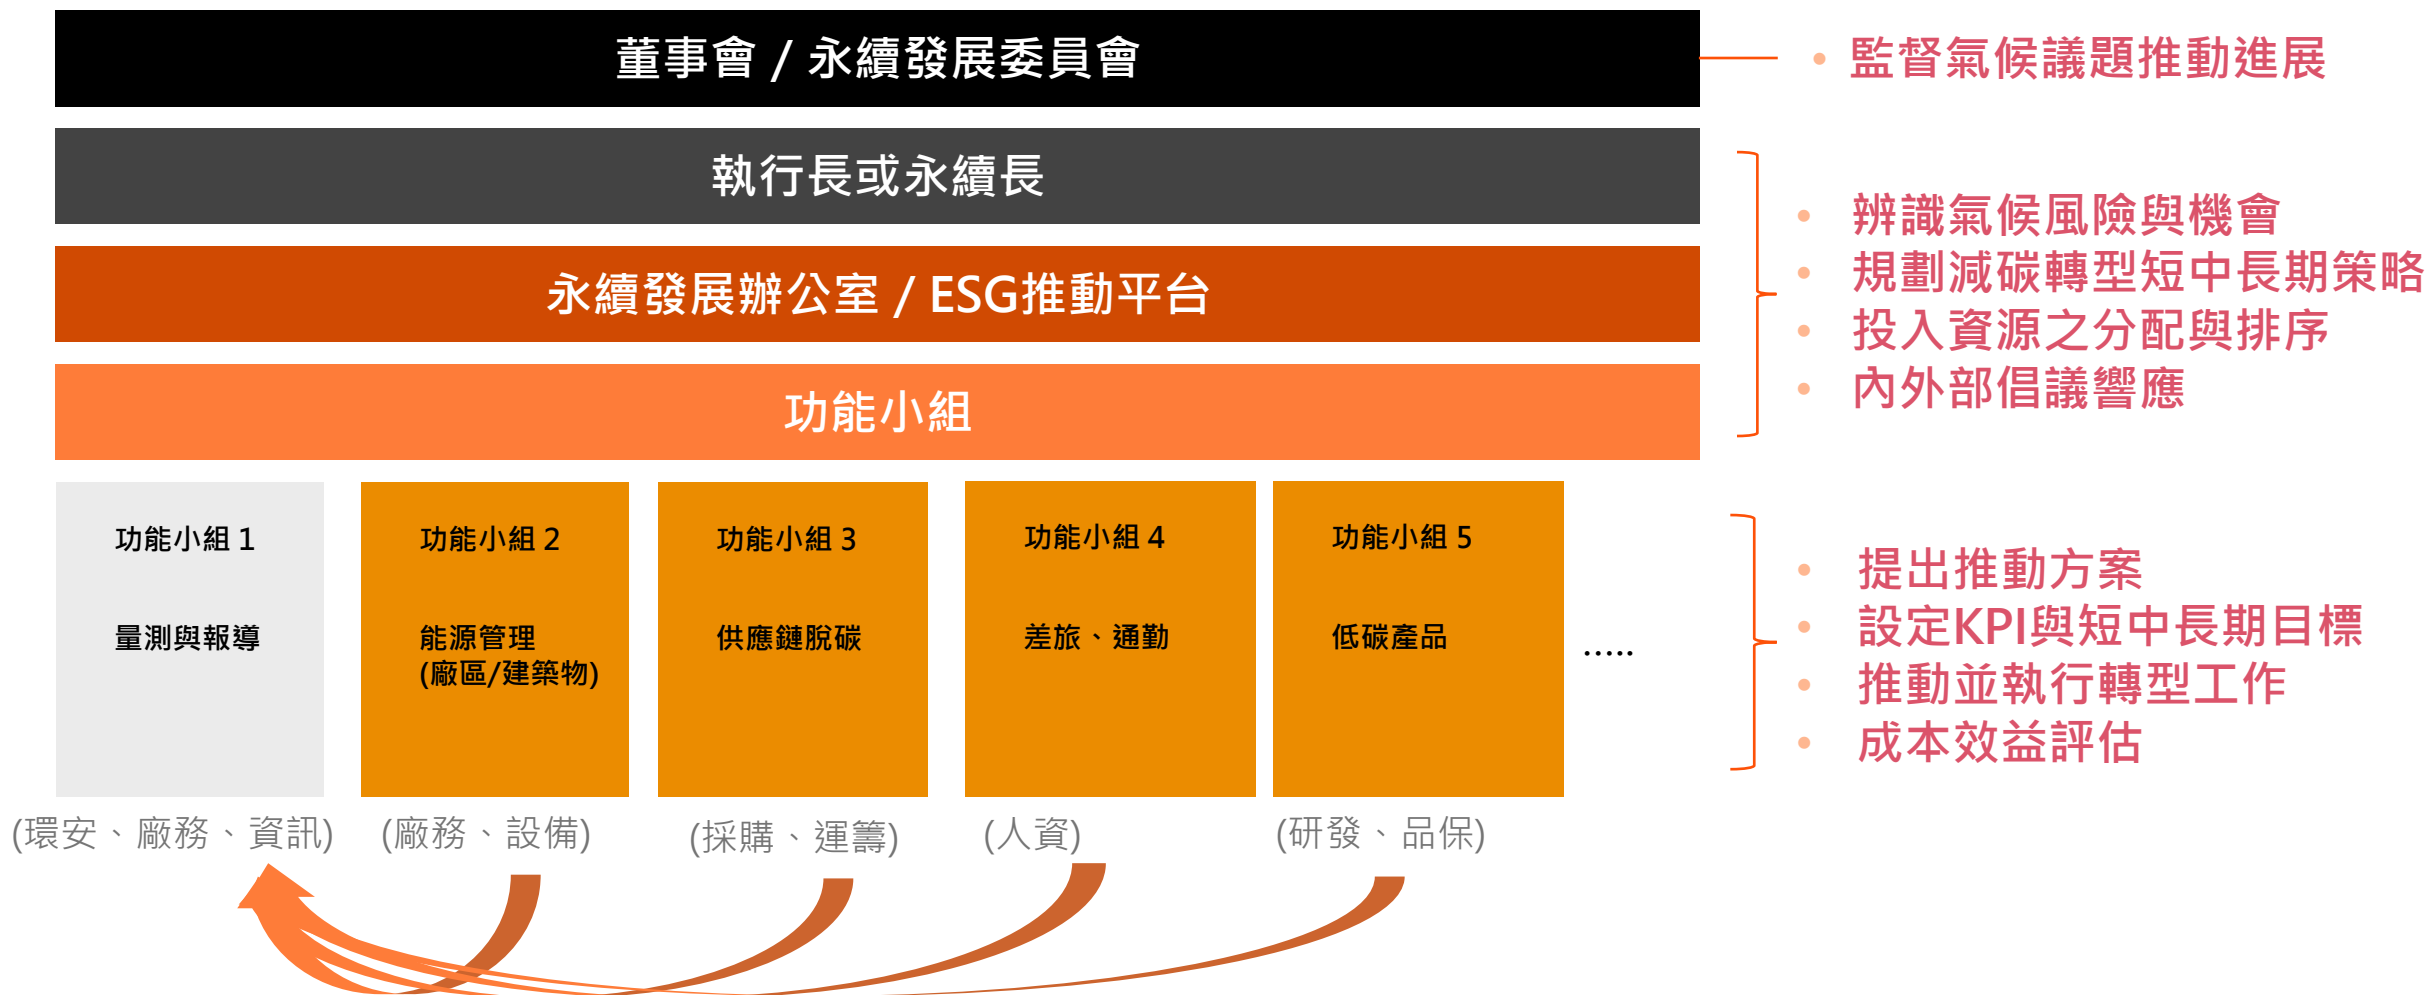 董事會 / 永續發展委員會
• 監督氣候議題推動進展
執行長或永續長
永續發展辦公室 / ESG推動平台
功能小組
• 辨識氣候風險與機會
• 規劃減碳轉型短中長期策略
• 投入資源之分配與排序
• 內外部倡議響應
功能小組 1
量測與報導
功能小組 2
能源管理
(廠區/建築物)
功能小組 3
供應鏈脫碳
功能小組 4
差旅、通勤
功能小組 5
低碳產品
.....
• 提出推動方案
• 設定KPI與短中長期目標
• 推動並執行轉型工作
• 成本效益評估
(環安、廠務、資訊)
(廠務、設備)
(採購、運籌)
(人資)
(研發、品保)